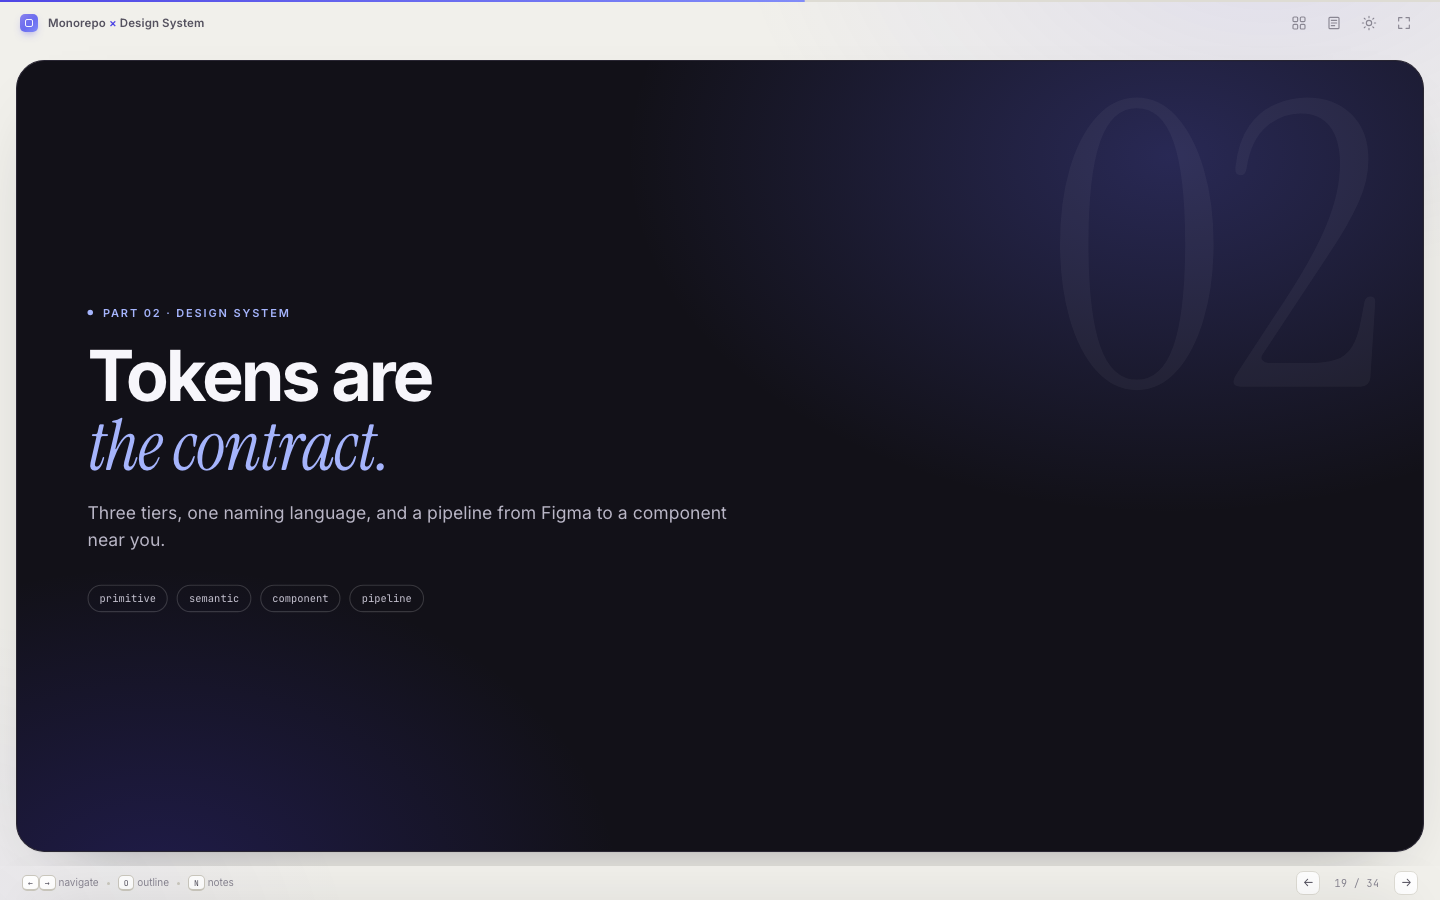 Monorepo × Design System
02
PART 02 · DESIGN SYSTEM
Tokens are
the contract.
Three tiers, one naming language, and a pipeline from Figma to a component
near you.
primitive semantic component pipeline
← → navigate • O outline • N notes
← 19 / 34 →